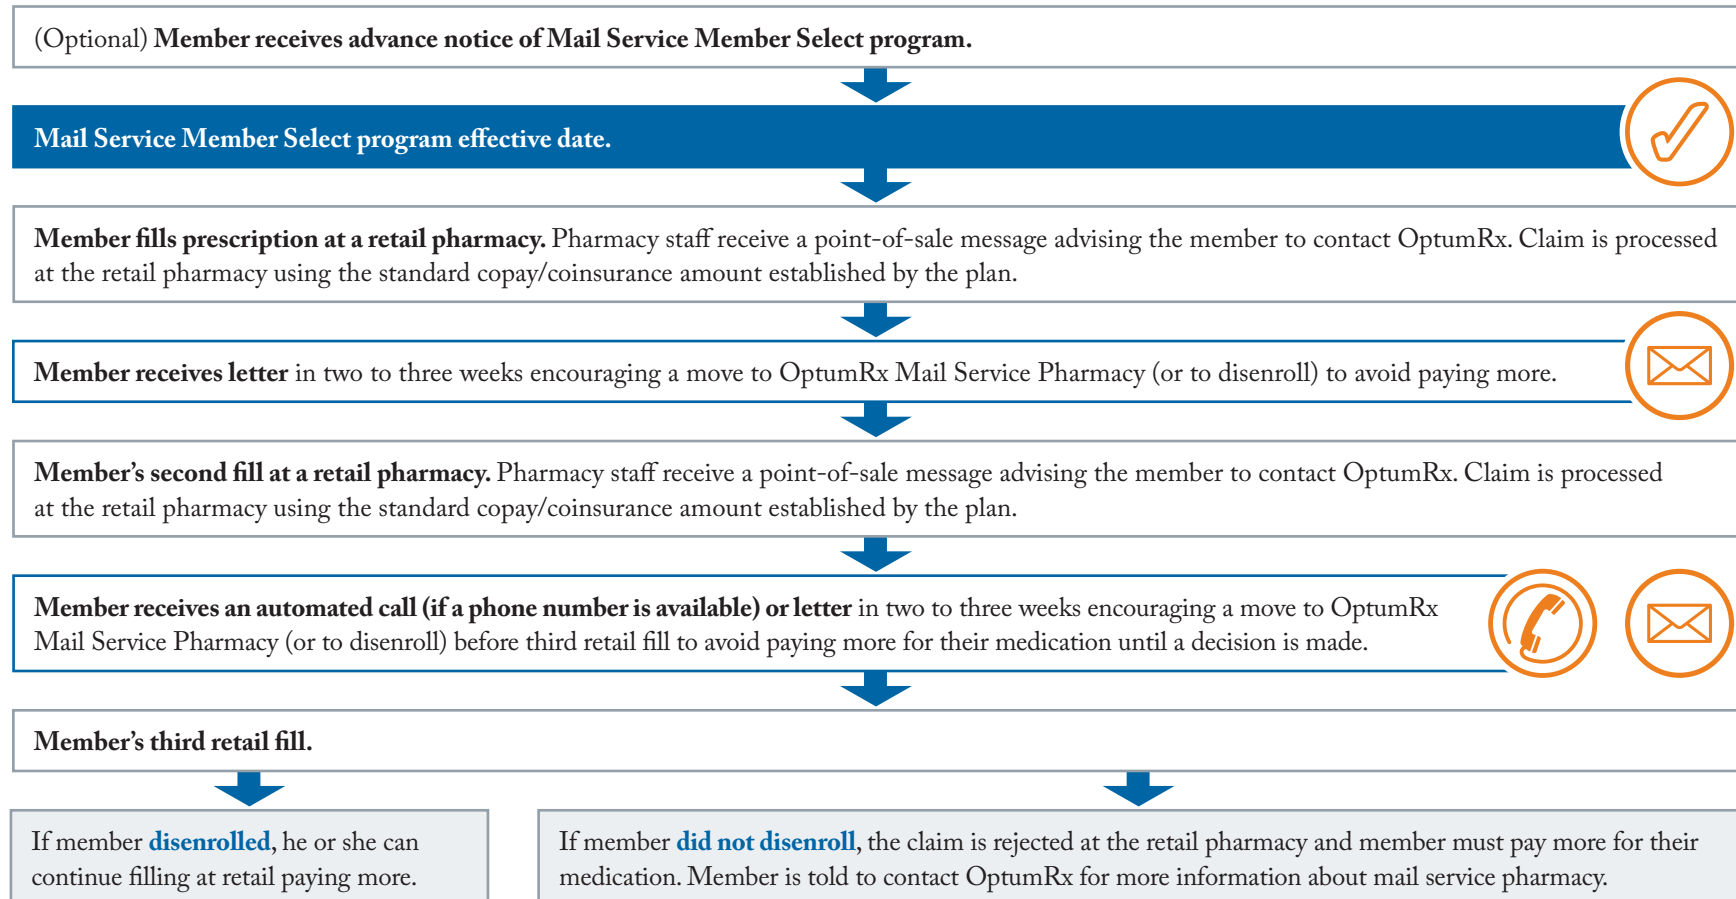 (Optional) Member receives advance notice of Mail Service Member Select program.
Mail Service Member Select program effective date.
Member fills prescription at a retail pharmacy. Pharmacy staff receive a point-of-sale message advising the member to contact OptumRx. Claim is processed
at the retail pharmacy using the standard copay/coinsurance amount established by the plan.
Member receives letter in two to three weeks encouraging a move to OptumRx Mail Service Pharmacy (or to disenroll) to avoid paying more.
Member’s second fill at a retail pharmacy. Pharmacy staff receive a point-of-sale message advising the member to contact OptumRx. Claim is processed
at the retail pharmacy using the standard copay/coinsurance amount established by the plan.
Member receives an automated call (if a phone number is available) or letter in two to three weeks encouraging a move to OptumRx
Mail Service Pharmacy (or to disenroll) before third retail fill to avoid paying more for their medication until a decision is made.
Member’s third retail fill.
If member disenrolled, he or she can
continue filling at retail paying more.
If member did not disenroll, the claim is rejected at the retail pharmacy and member must pay more for their
medication. Member is told to contact OptumRx for more information about mail service pharmacy.